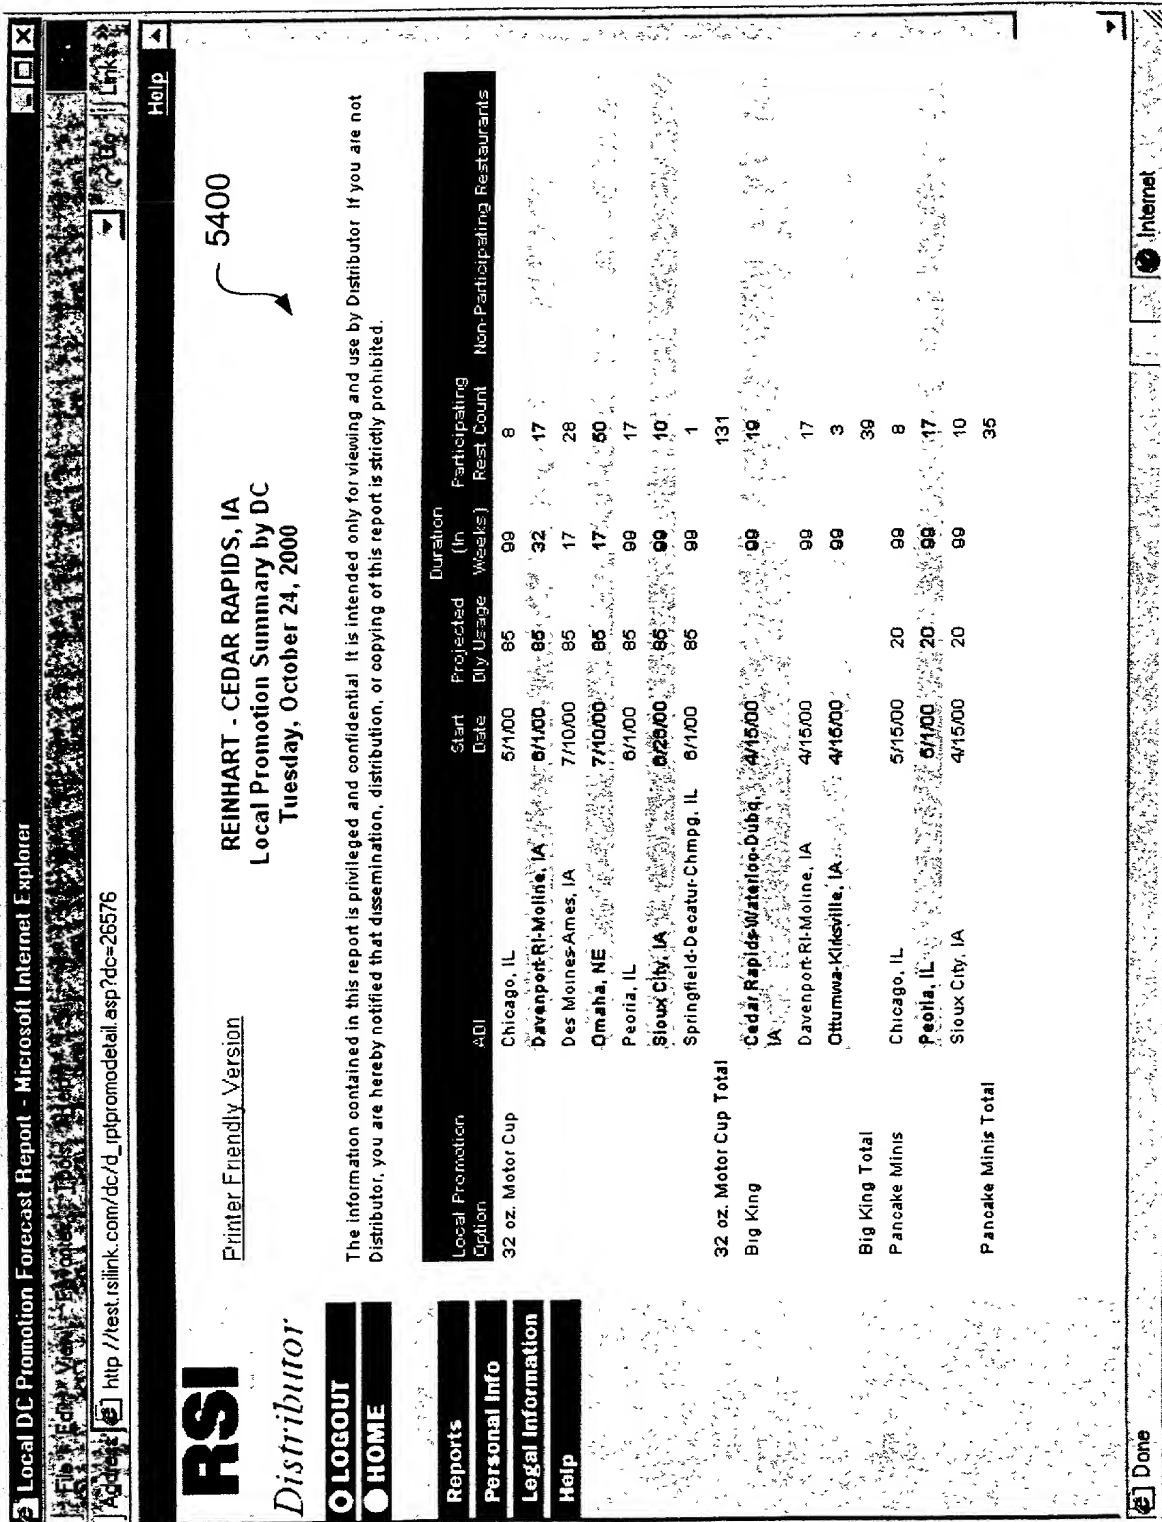 Local DC Promotion Forecast Report - Microsoft Internet Explorer
File Edit View Favorites Tools Help
Address http //test.rsilink.com/dc/d_rptpromodetail.asp?dc=26576 Go Links »
Help
RSI
Distributor
LOGOUT
HOME
Reports
Personal Info
Legal Information
Help
Printer Friendly Version
REINHART - CEDAR RAPIDS, IA
Local Promotion Summary by DC
Tuesday, October 24, 2000
5400
The information contained in this report is privileged and confidential It is intended only for viewing and use by Distributor If you are not
Distributor, you are hereby notified that dissemination, distribution, or copying of this report is strictly prohibited.
Local Promotion Option ADI Start Date Projected Dly Usage Duration (In Weeks) Participating Rest Count Non-Participating Restaurants
32 oz. Motor Cup Chicago, IL 5/1/00 85 99 8
Davenport-RI-Moline, IA 6/1/00 85 32 17
Des Moines-Ames, IA 7/10/00 85 17 28
Omaha, NE 7/10/00 85 17 50
Peoria, IL 6/1/00 85 99 17
Sioux City, IA 6/26/00 85 99 10
Springfield-Decatur-Chmpg, IL 6/1/00 85 99 1
32 oz. Motor Cup Total 131
Big King Cedar Rapids-Waterloo-Dubq, 4/15/00 99 19
IA
Davenport-RI-Moline, IA 4/15/00 99 17
Ottumwa-Kirksville, IA 4/15/00 99 3
Big King Total 39
Pancake Minis Chicago, IL 5/15/00 20 99 8
Peoria, IL 5/1/00 20 99 17
Sioux City, IA 4/15/00 20 99 10
Pancake Minis Total 35
Done Internet